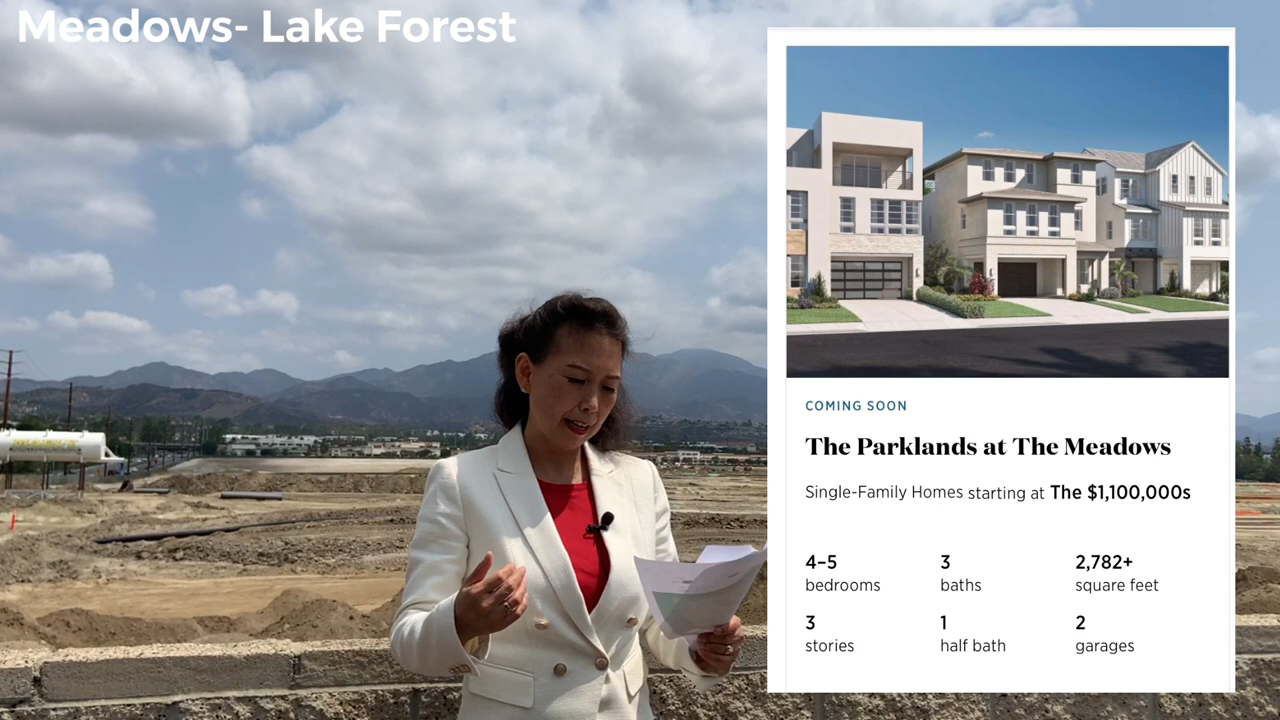 Meadows- Lake Forest
COMING SOON
The Parklands at The Meadows
Single-Family Homes starting at The $1,100,000s
4–5 3 2,782+
bedrooms baths square feet
3 1 2
stories half bath garages